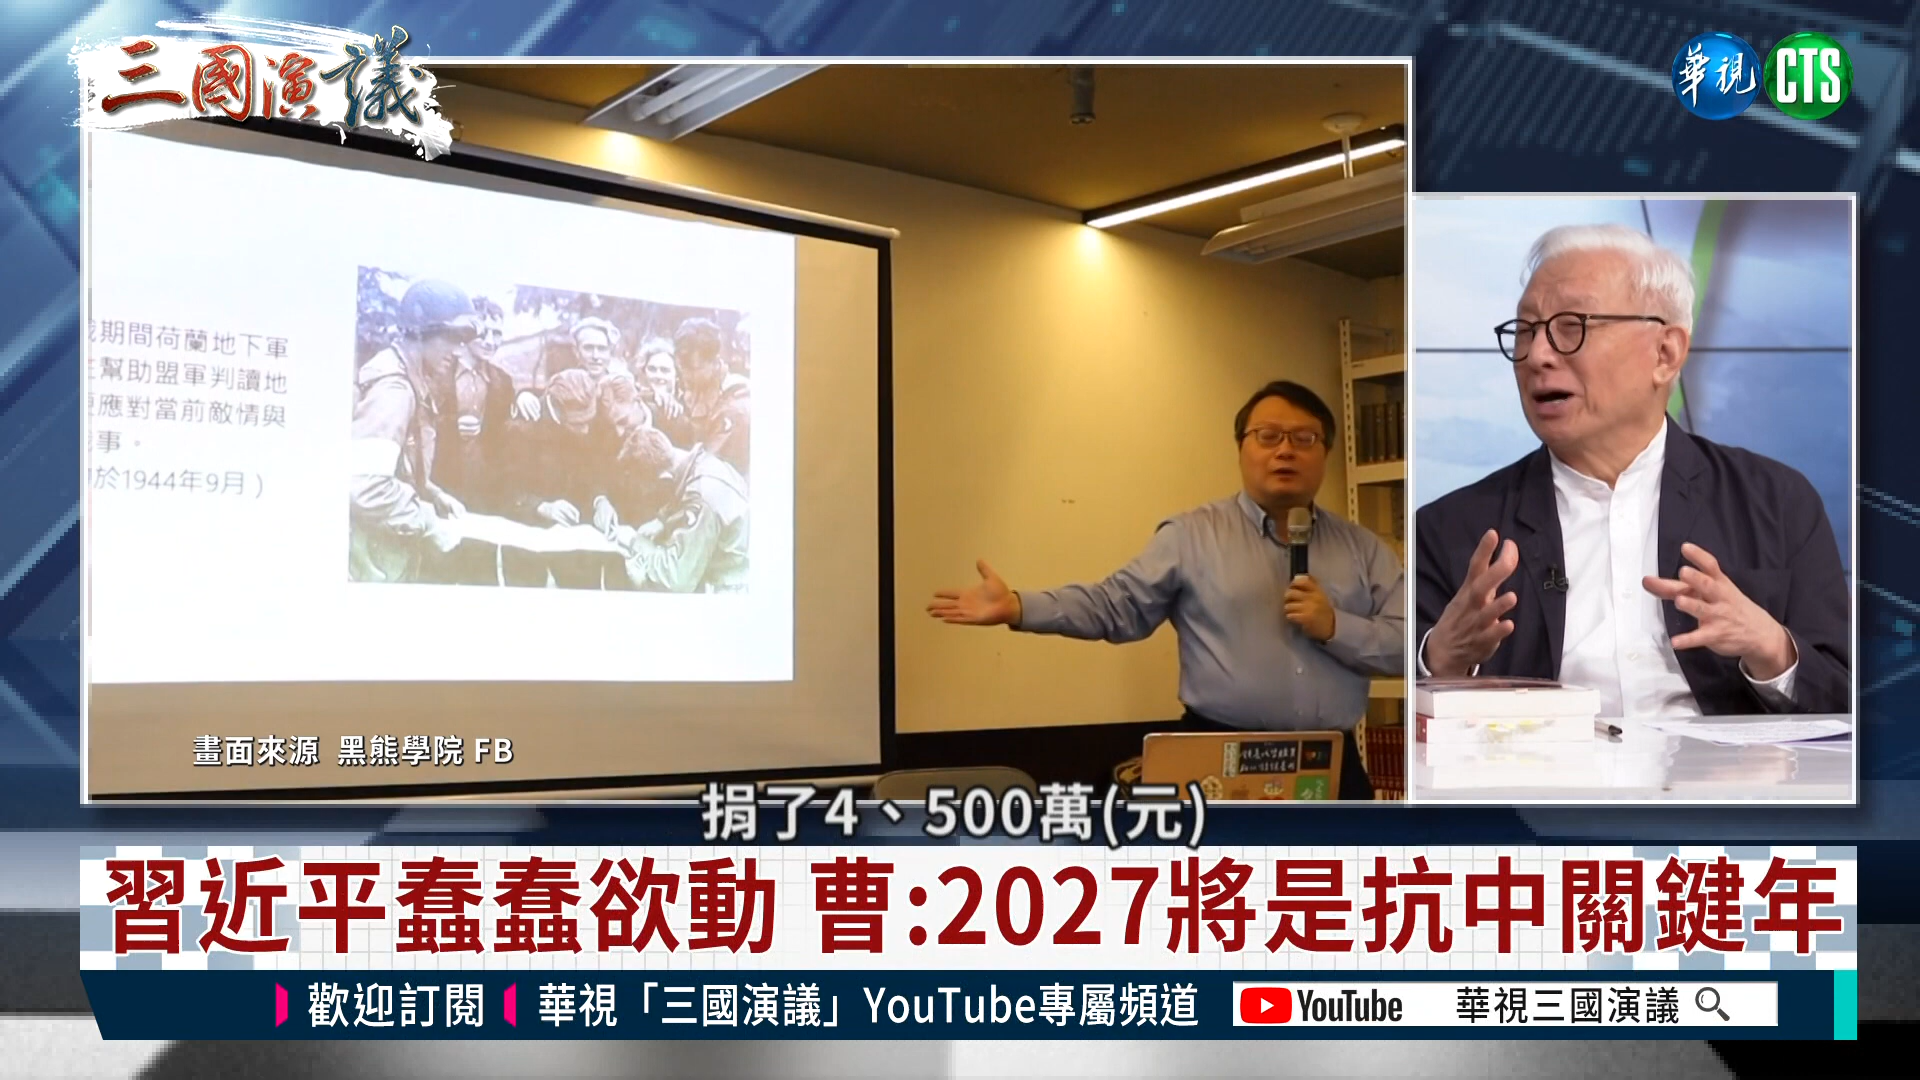 三國演議
華視 CTS
期間荷蘭地下軍
幫助盟軍判讀地
應對當前敵情與
事。
於1944年9月)
畫面來源 黑熊學院 FB
捐了4、500萬(元)
習近平蠢蠢欲動 曹:2027將是抗中關鍵年
歡迎訂閱 華視「三國演議」YouTube專屬頻道 YouTube 華視三國演議